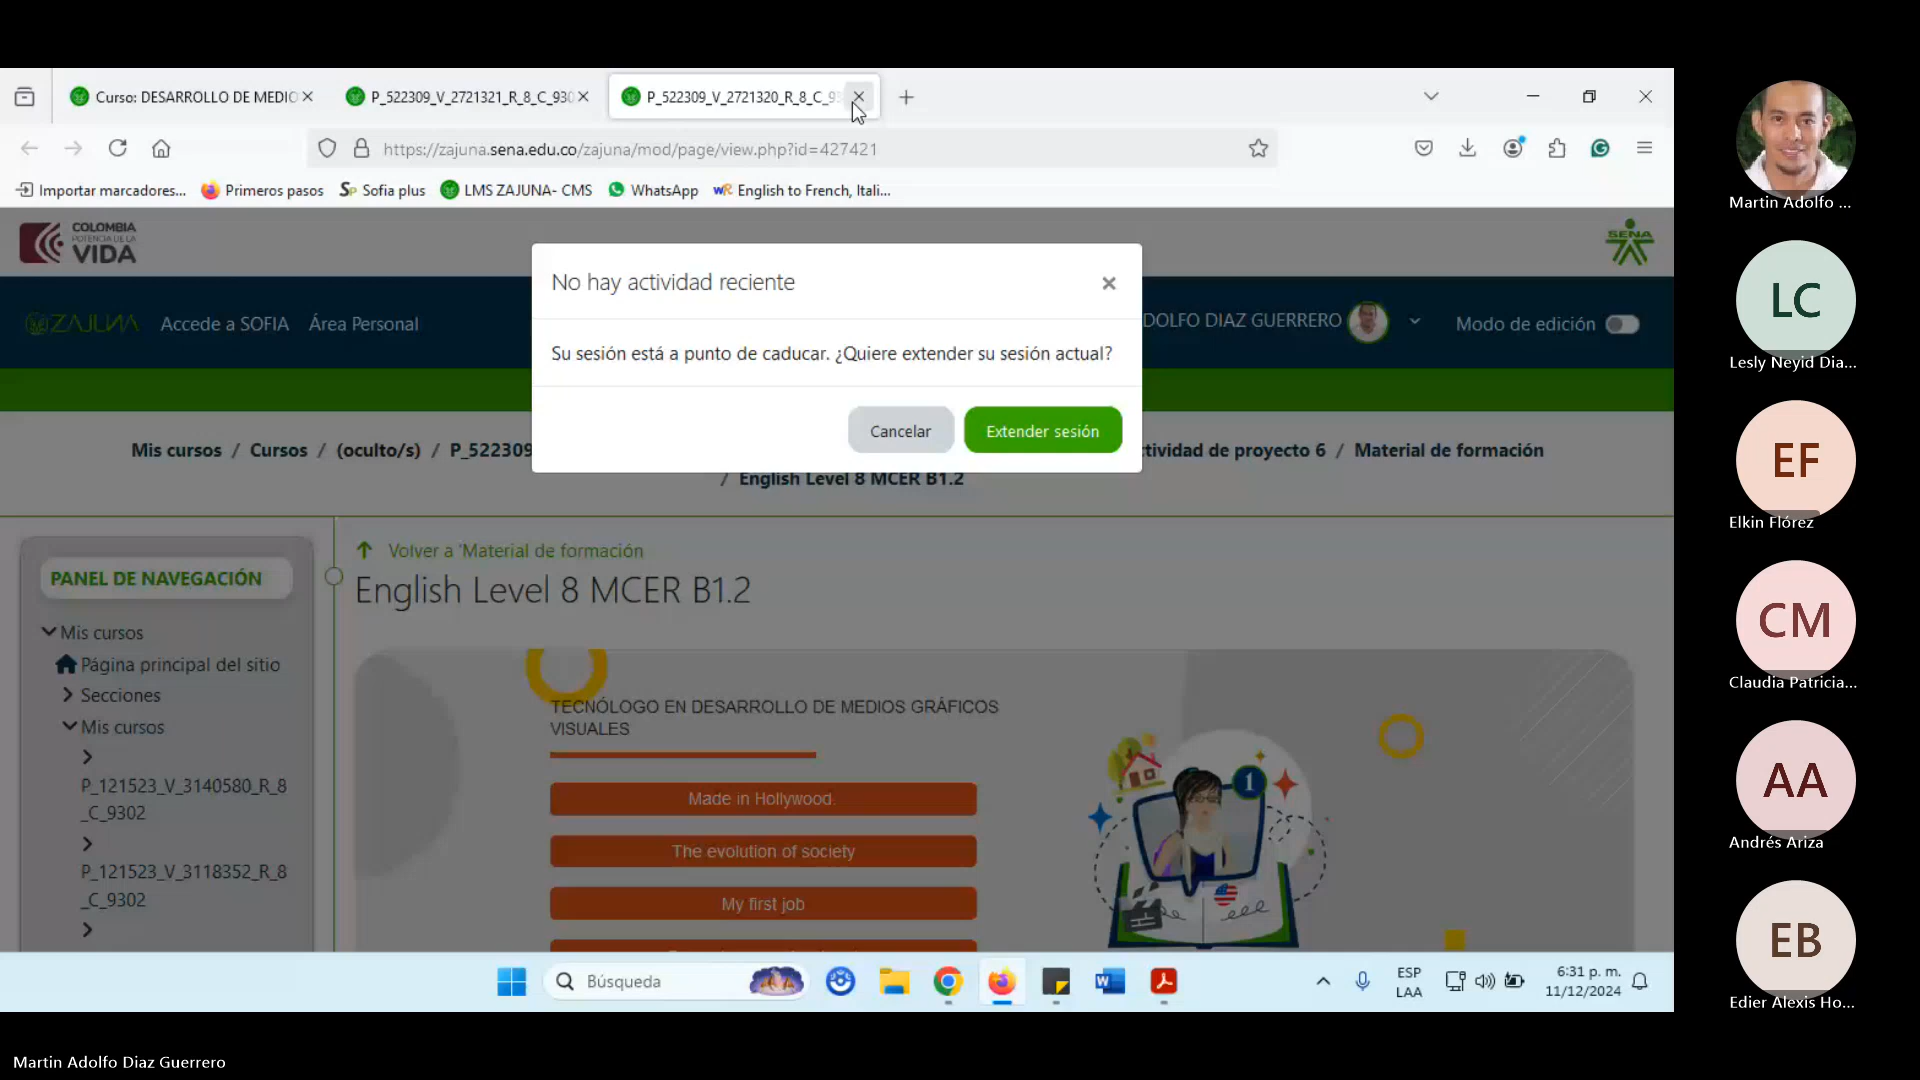 Curso: DESARROLLO DE MEDIO
P_522309_V_2721321_R_8_C_930
P_522309_V_2721320_R_8_C_93
https://zajuna.sena.edu.co/zajuna/mod/page/view.php?id=427421
Importar marcadores...
Primeros pasos
Sofia plus
LMS ZAJUNA- CMS
WhatsApp
English to French, Itali...
COLOMBIA
POTENCIA DE LA
VIDA
SENA
No hay actividad reciente
Su sesión está a punto de caducar. ¿Quiere extender su sesión actual?
Cancelar
Extender sesión
ZAJUNA
Accede a SOFIA
Área Personal
DOLFO DIAZ GUERRERO
Modo de edición
Mis cursos / Cursos / (oculto/s) / P_522309
tividad de proyecto 6 / Material de formación
/ English Level 8 MCER B1.2
PANEL DE NAVEGACIÓN
Mis cursos
Página principal del sitio
Secciones
Mis cursos
P_121523_V_3140580_R_8
_C_9302
P_121523_V_3118352_R_8
_C_9302
Volver a 'Material de formación
English Level 8 MCER B1.2
TECNÓLOGO EN DESARROLLO DE MEDIOS GRÁFICOS
VISUALES
Made in Hollywood.
The evolution of society
My first job
1
Búsqueda
ESP
LAA
6:31 p. m.
11/12/2024
Martin Adolfo ...
LC
Lesly Neyid Dia...
EF
Elkin Flórez
CM
Claudia Patricia...
AA
Andrés Ariza
EB
Edier Alexis Ho...
Martin Adolfo Diaz Guerrero